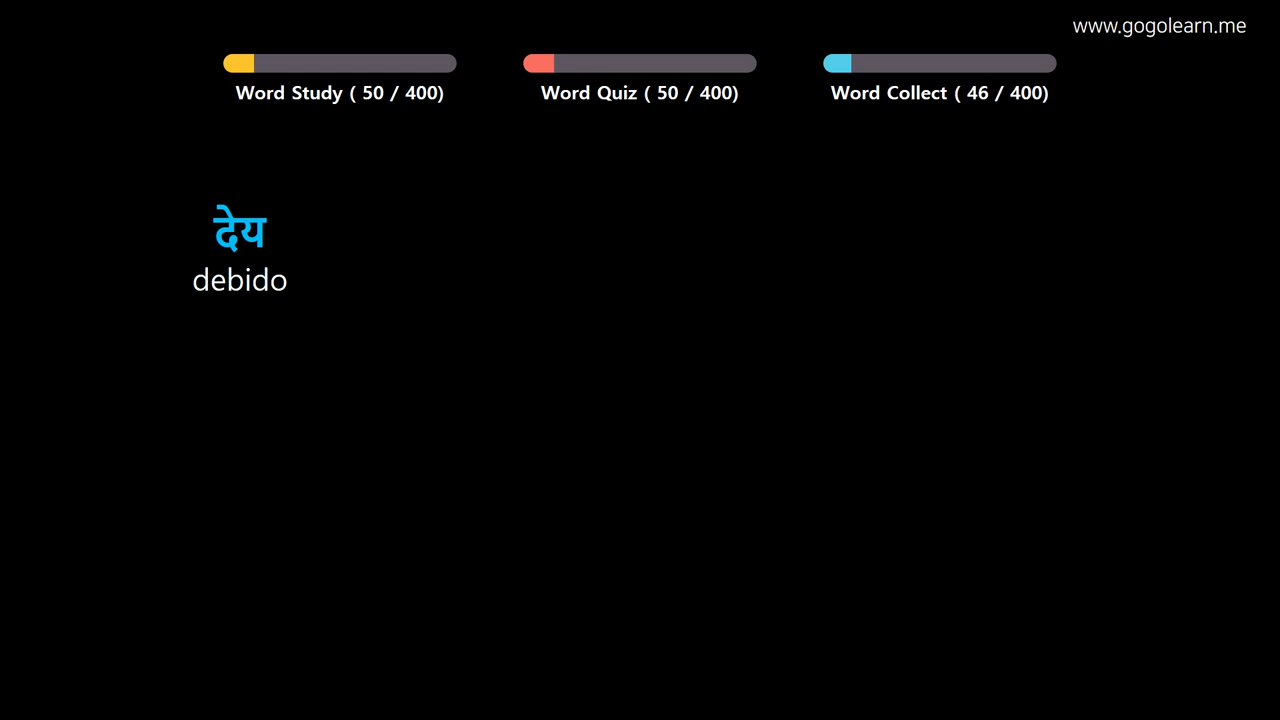 www.gogolearn.me
Word Study ( 50 / 400)
Word Quiz ( 50 / 400)
Word Collect ( 46 / 400)
देय
debido